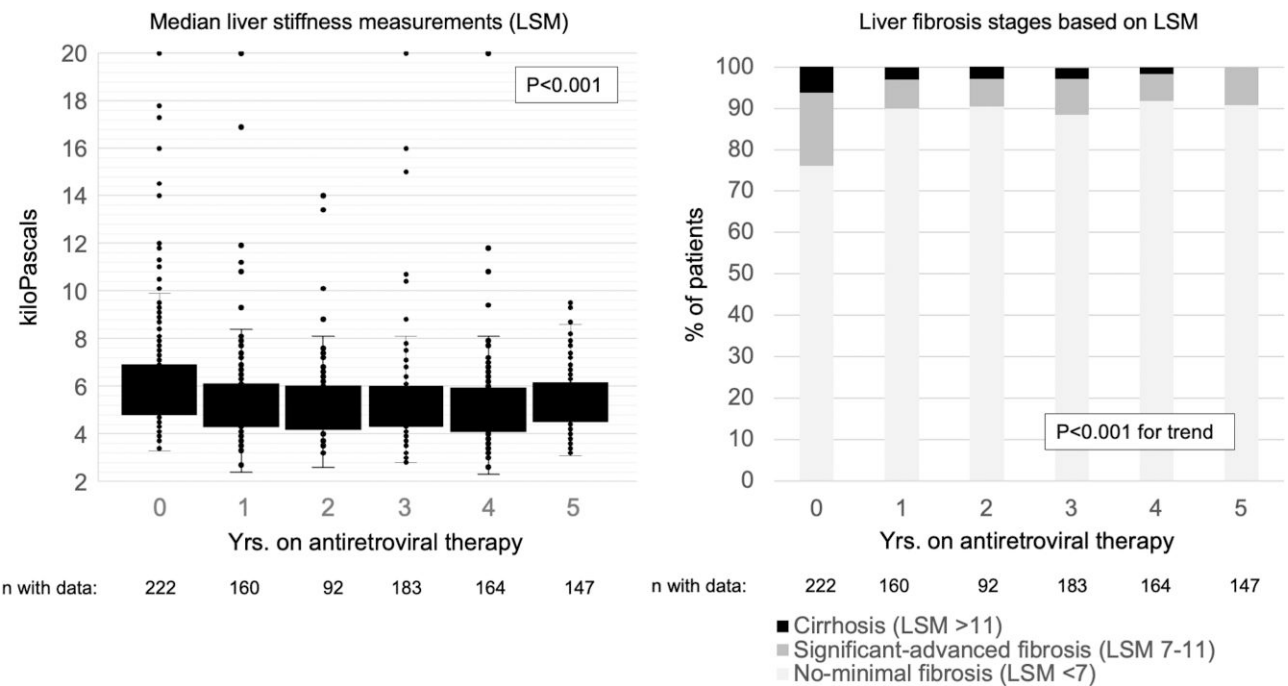 Median liver stiffness measurements (LSM)
20
18
16
14
12
10
8
6
4
2
kiloPascals
P<0.001
0 1 2 3 4 5
Yrs. on antiretroviral therapy
n with data: 222 160 92 183 164 147
Liver fibrosis stages based on LSM
100
90
80
70
60
50
40
30
20
10
0
% of patients
P<0.001 for trend
0 1 2 3 4 5
Yrs. on antiretroviral therapy
n with data: 222 160 92 183 164 147
Cirrhosis (LSM >11)
Significant-advanced fibrosis (LSM 7-11)
No-minimal fibrosis (LSM <7)